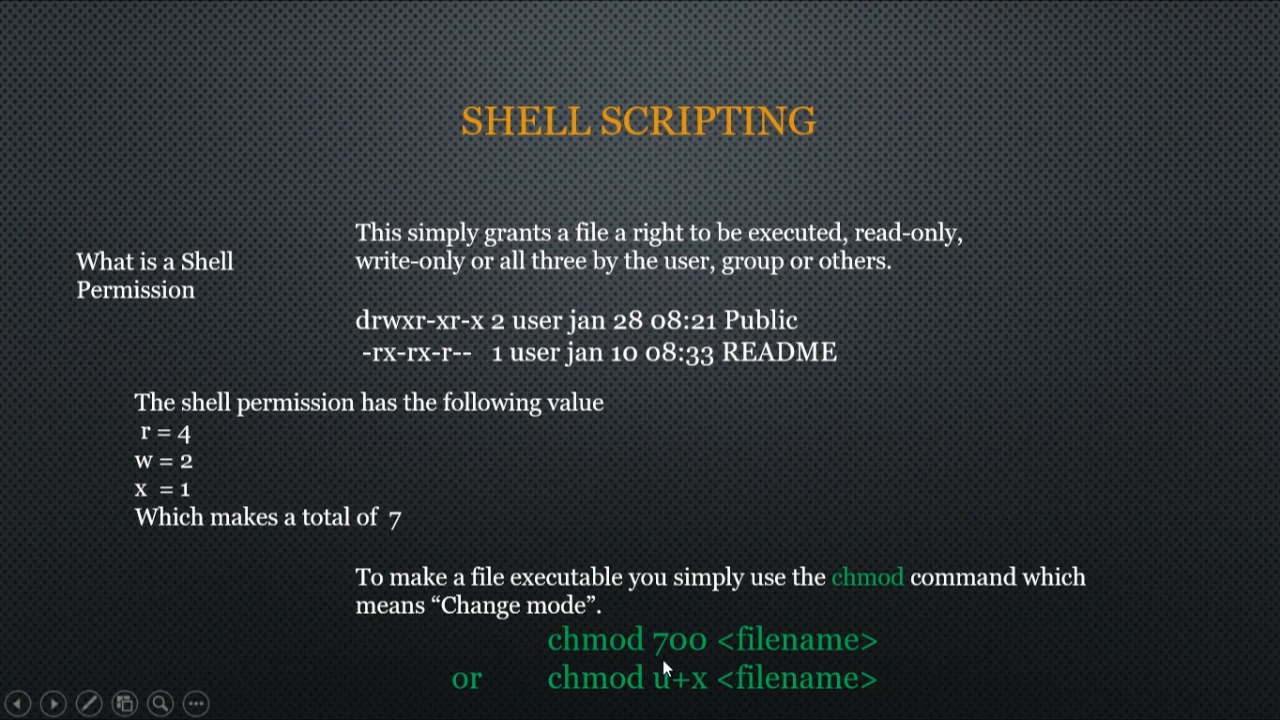 SHELL SCRIPTING
What is a Shell
Permission
This simply grants a file a right to be executed, read-only,
write-only or all three by the user, group or others.
drwxr-xr-x 2 user jan 28 08:21 Public
-rx-rx-r-- 1 user jan 10 08:33 README
The shell permission has the following value
r = 4
w = 2
x = 1
Which makes a total of 7
To make a file executable you simply use the chmod command which
means “Change mode”.
chmod 700 <filename>
or chmod u+x <filename>